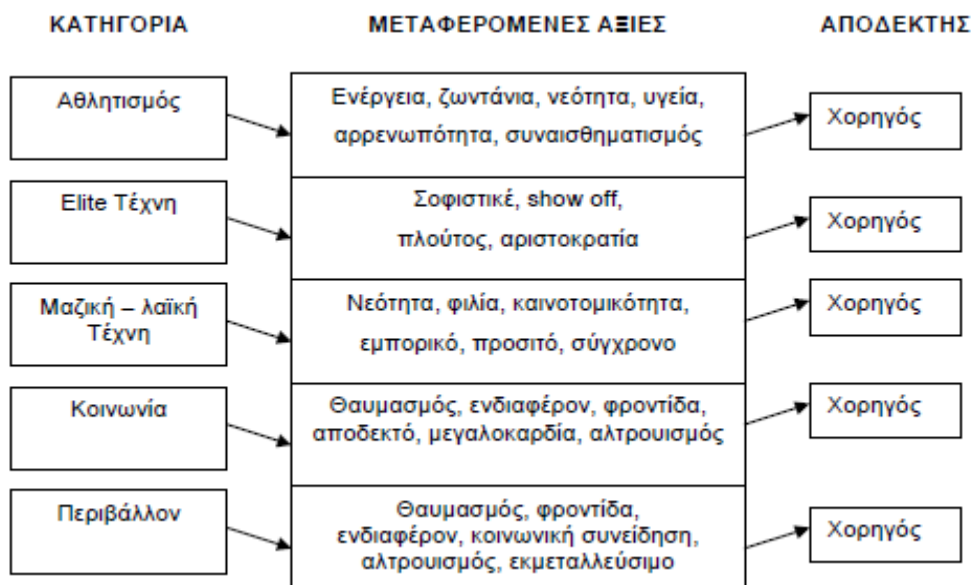 ΚΑΤΗΓΟΡΙΑ ΜΕΤΑΦΕΡΟΜΕΝΕΣ ΑΞΙΕΣ ΑΠΟΔΕΚΤΗΣ
Αθλητισμός
Ενέργεια, ζωντάνια, νεότητα, υγεία,
αρρενωπότητα, συναισθηματισμός
Χορηγός
Elite Τέχνη
Σοφιστικέ, show off,
πλούτος, αριστοκρατία
Χορηγός
Μαζική – λαϊκή
Τέχνη
Νεότητα, φιλία, καινοτομικότητα,
εμπορικό, προσιτό, σύγχρονο
Χορηγός
Κοινωνία
Θαυμασμός, ενδιαφέρον, φροντίδα,
αποδεκτό, μεγαλοκαρδία, αλτρουισμός
Χορηγός
Περιβάλλον
Θαυμασμός, φροντίδα,
ενδιαφέρον, κοινωνική συνείδηση,
αλτρουισμός, εκμεταλλεύσιμο
Χορηγός